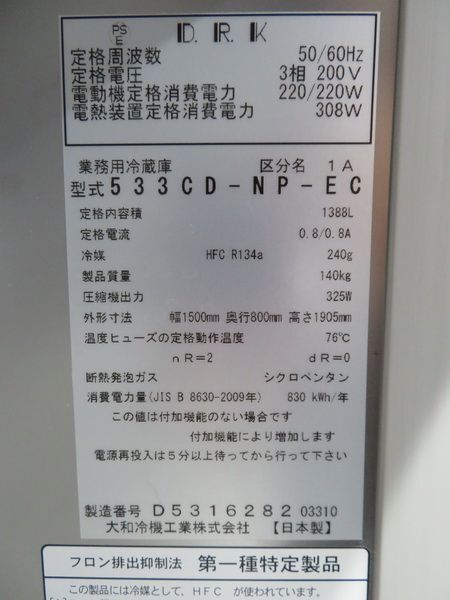 PS
E D.R.K
定格周波数 50/60Hz
定格電圧 3相 200V
電動機定格消費電力 220/220W
電熱装置定格消費電力 308W
業務用冷蔵庫 区分名 1A
型式 533CD-NP-EC
定格内容積 1388L
定格電流 0.8/0.8A
冷媒 HFC R134a 240g
製品質量 140kg
圧縮機出力 325W
外形寸法 幅1500mm 奥行800mm 高さ1905mm
温度ヒューズの定格動作温度 76℃
nR=2 dR=0
断熱発泡ガス シクロペンタン
消費電力量(JIS B 8630-2009年) 830 kWh/年
この値は付加機能のない場合です
付加機能により増加します
電源再投入は5分以上待ってから行って下さい
製造番号 D5316282 03310
大和冷機工業株式会社 【日本製】
フロン排出抑制法 第一種特定製品
この製品には冷媒として、HFC が使われています。